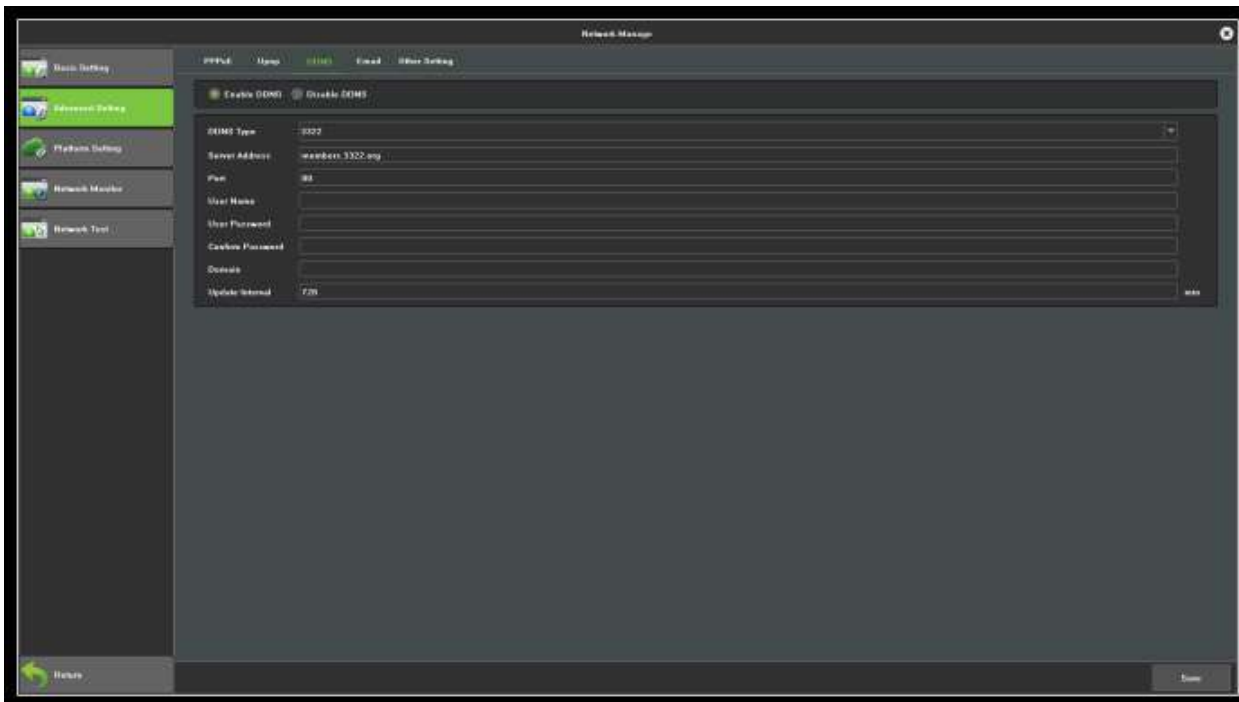 Network Manage
Basic Setting
Advanced Setting
Platform Setting
Network Monitor
Network Test
Return
PPPoE Upnp DDNS Email Other Setting
Enable DDNS Disable DDNS
DDNS Type 3322
Server Address members.3322.org
Port 80
User Name
User Password
Confirm Password
Domain
Update Interval 720 min
Save